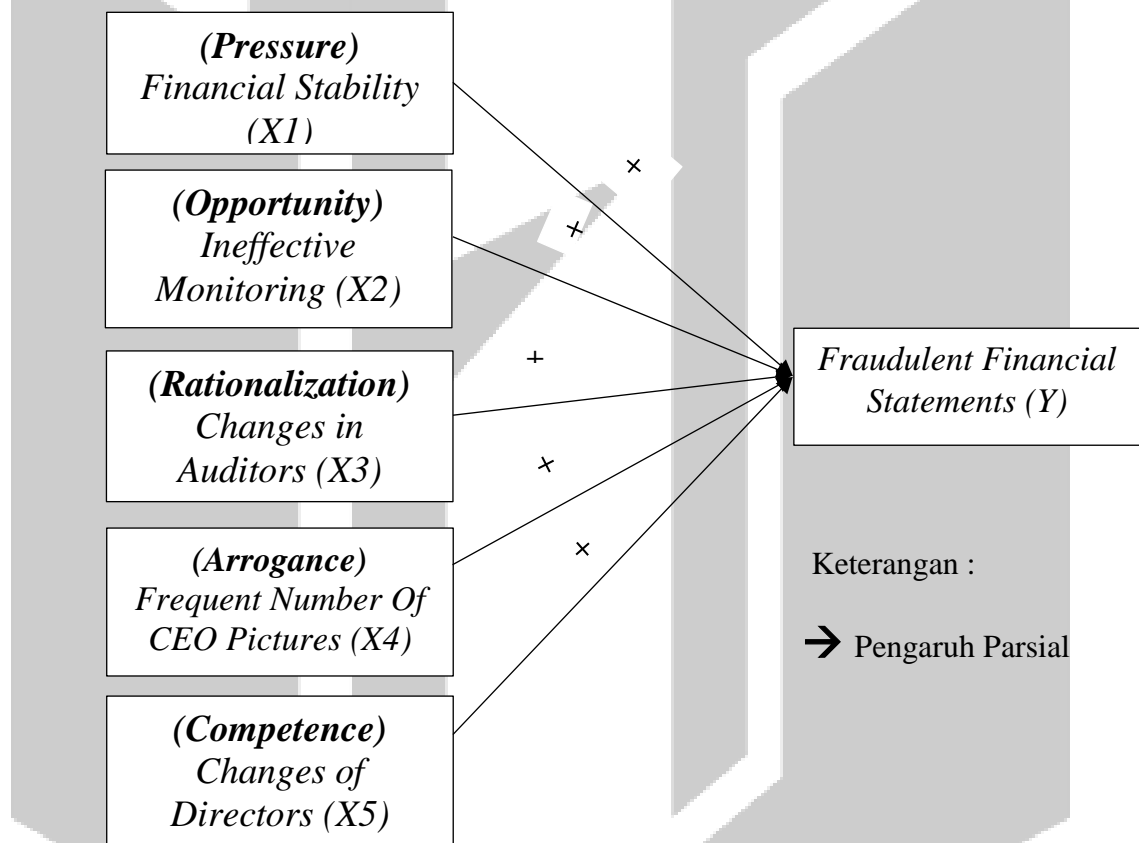 (Pressure)
Financial Stability
(X1)
(Opportunity)
Ineffective
Monitoring (X2)
(Rationalization)
Changes in
Auditors (X3)
(Arrogance)
Frequent Number Of
CEO Pictures (X4)
(Competence)
Changes of
Directors (X5)
+
+
+
+
+
Fraudulent Financial
Statements (Y)
Keterangan :
→ Pengaruh Parsial